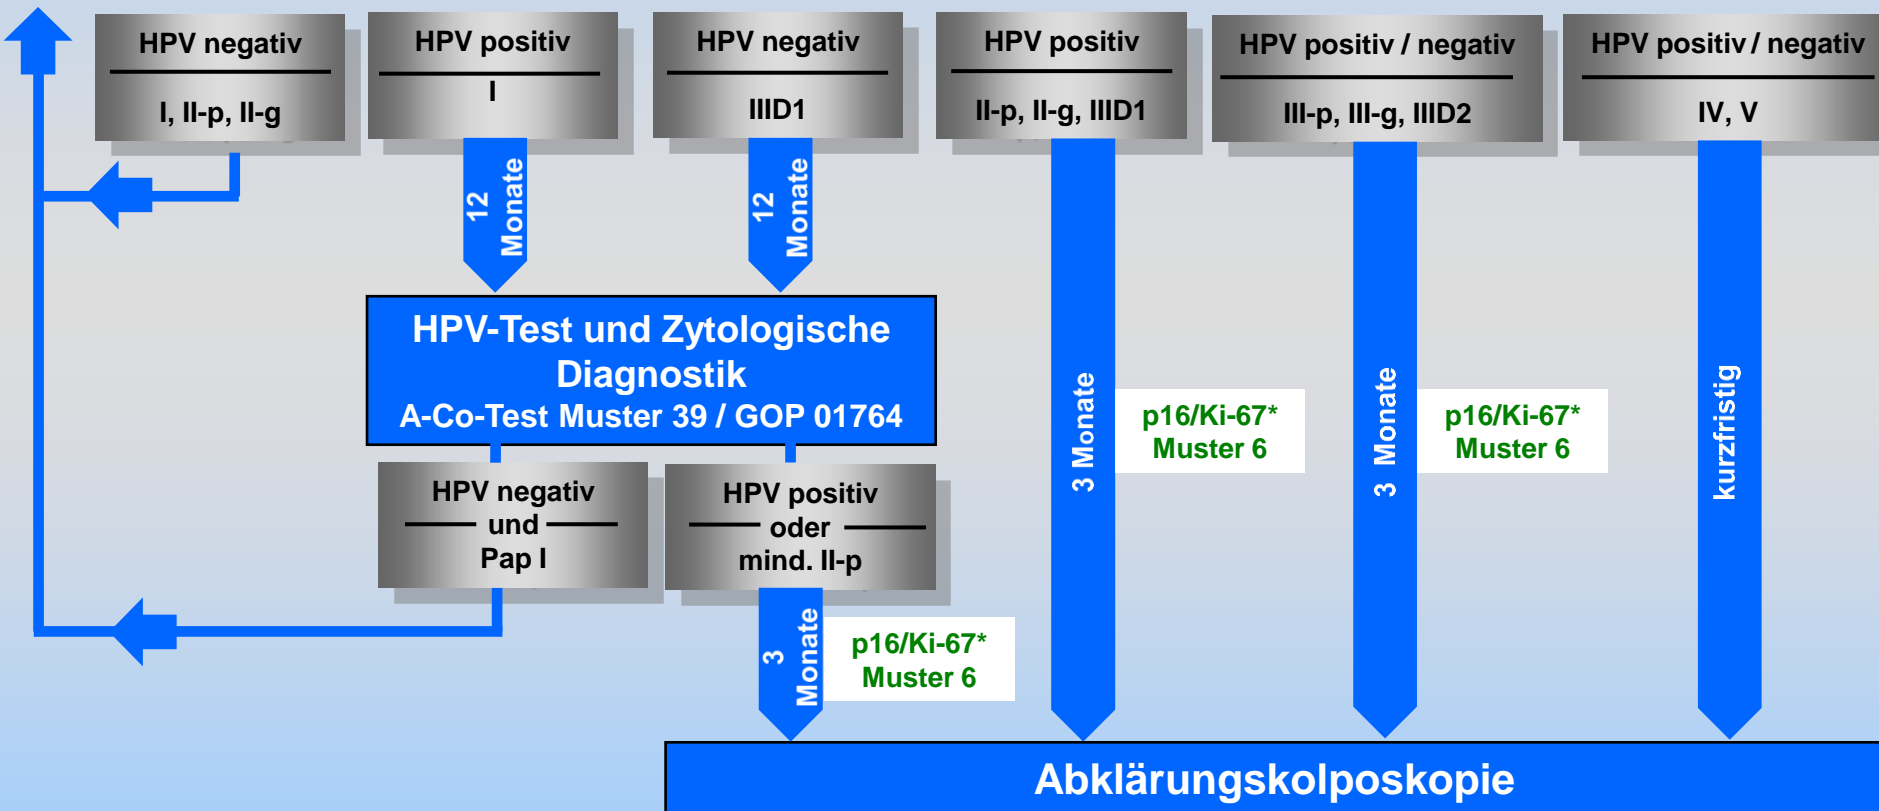 HPV negativ
I, II-p, II-g
HPV positiv
I
HPV negativ
IIID1
HPV positiv
II-p, II-g, IIID1
HPV positiv / negativ
III-p, III-g, IIID2
HPV positiv / negativ
IV, V
12
Monate
12
Monate
HPV-Test und Zytologische
Diagnostik
A-Co-Test Muster 39 / GOP 01764
3 Monate
p16/Ki-67*
Muster 6
3 Monate
p16/Ki-67*
Muster 6
kurzfristig
HPV negativ
und
Pap I
HPV positiv
oder
mind. II-p
3
Monate
p16/Ki-67*
Muster 6
Abklärungskolposkopie